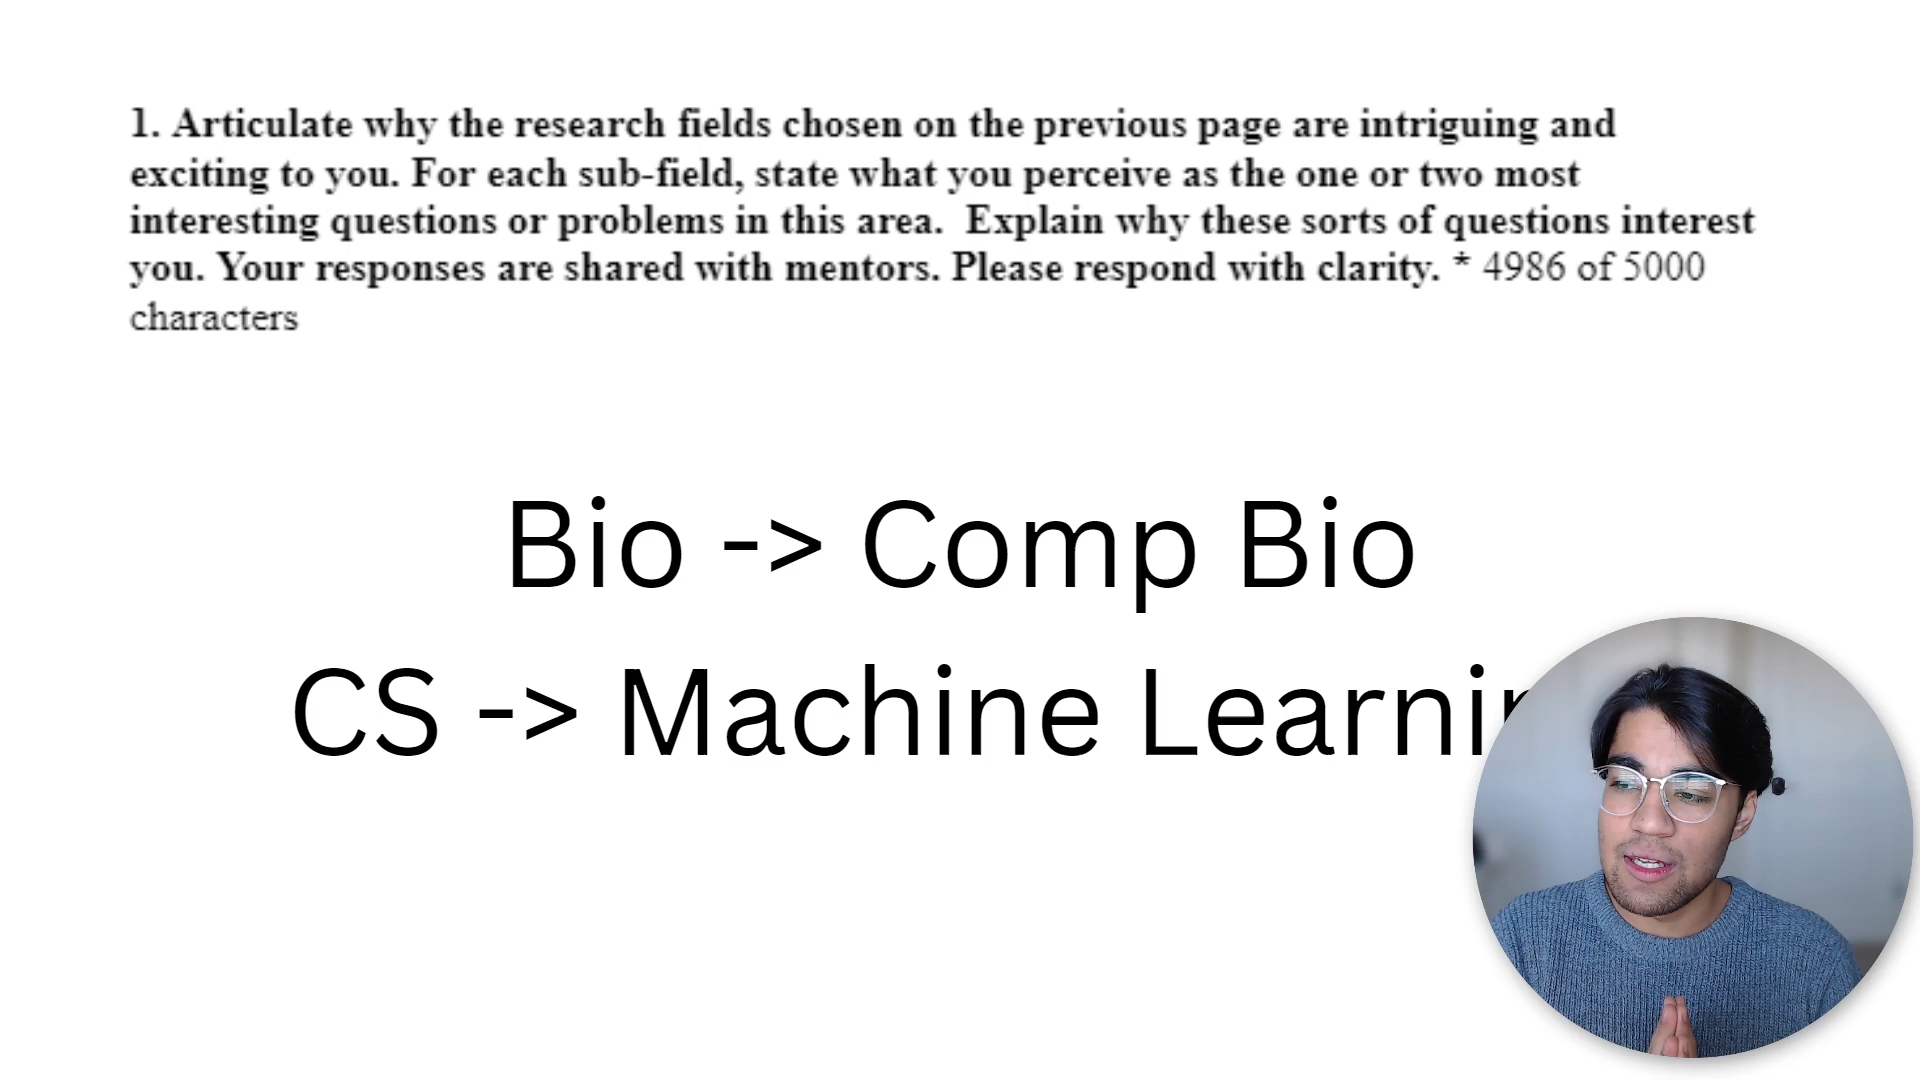 1. Articulate why the research fields chosen on the previous page are intriguing and
exciting to you. For each sub-field, state what you perceive as the one or two most
interesting questions or problems in this area.  Explain why these sorts of questions interest
you. Your responses are shared with mentors. Please respond with clarity. * 4986 of 5000
characters
Bio -> Comp Bio
CS -> Machine Learnin